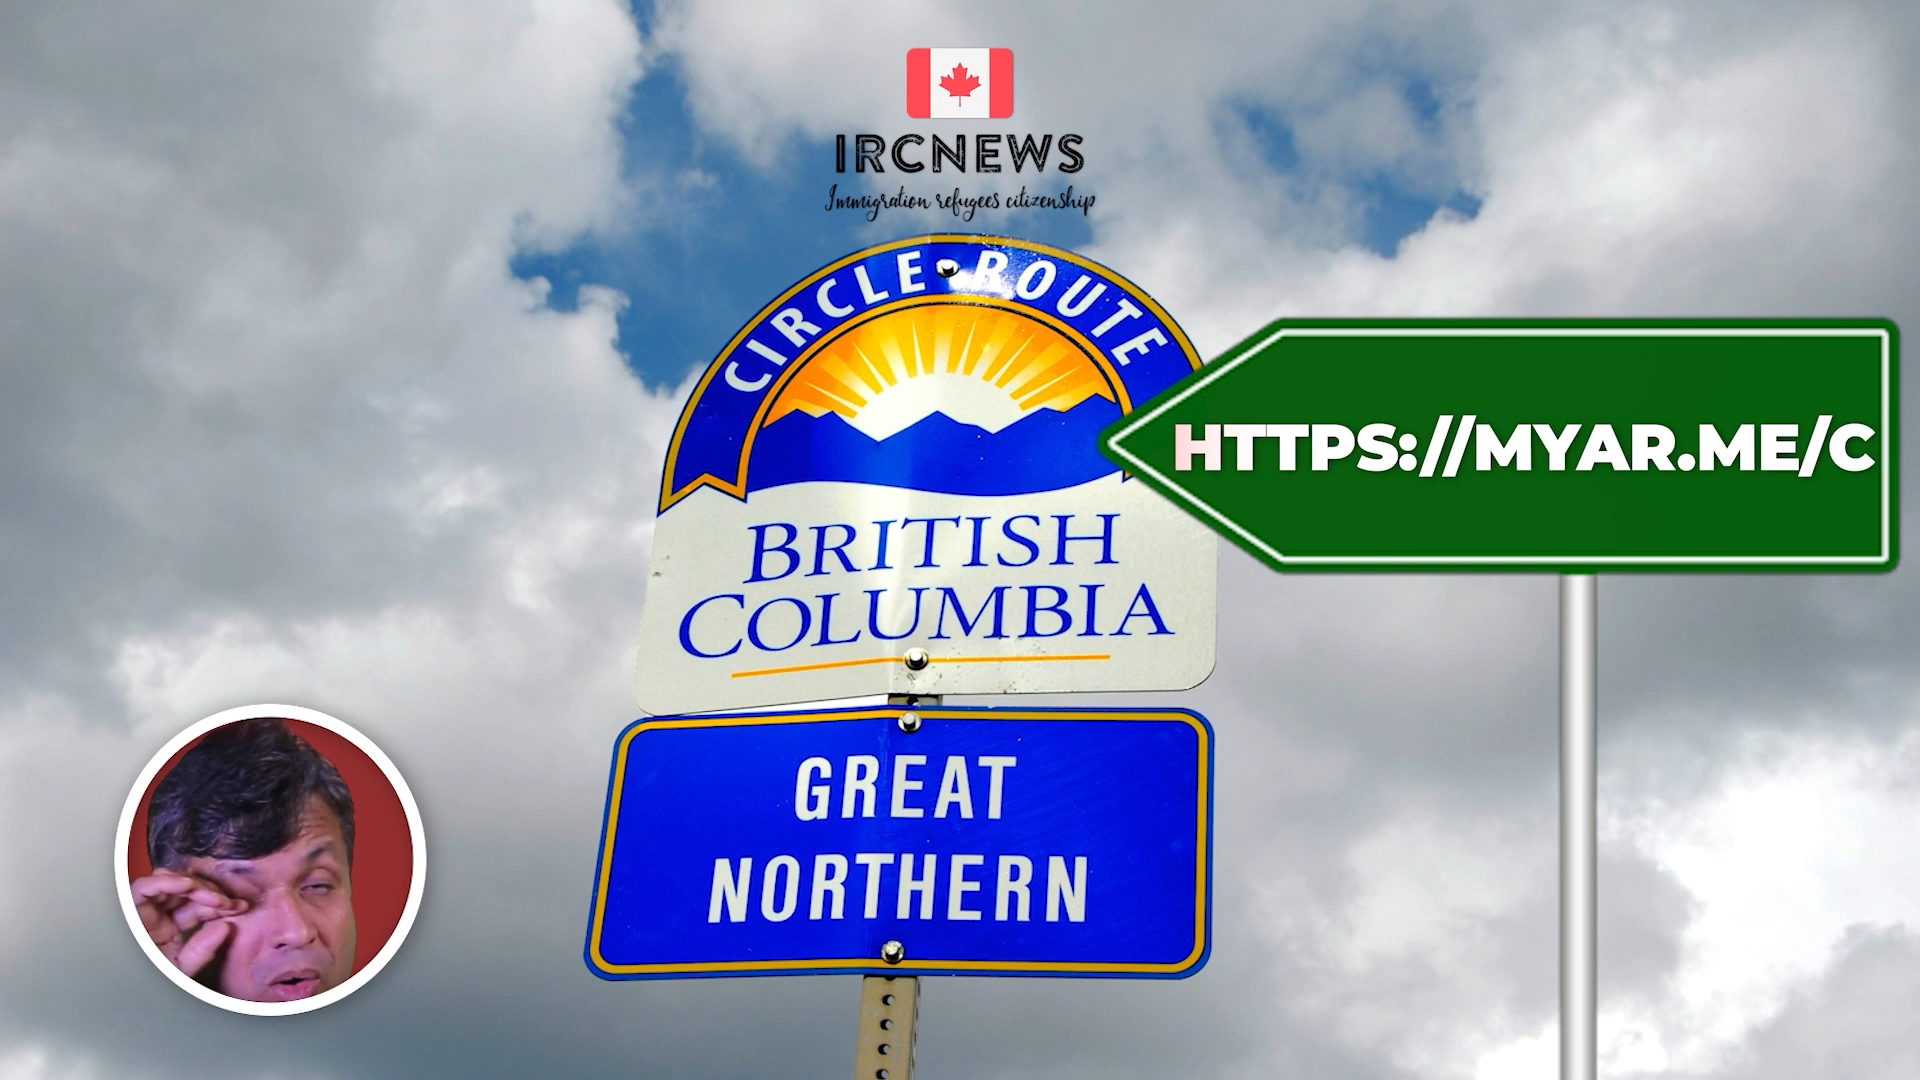 IRCNEWS
Immigration refugees citizenship
CIRCLE ROUTE
HTTPS://MYAR.ME/C
BRITISH
COLUMBIA
GREAT
NORTHERN